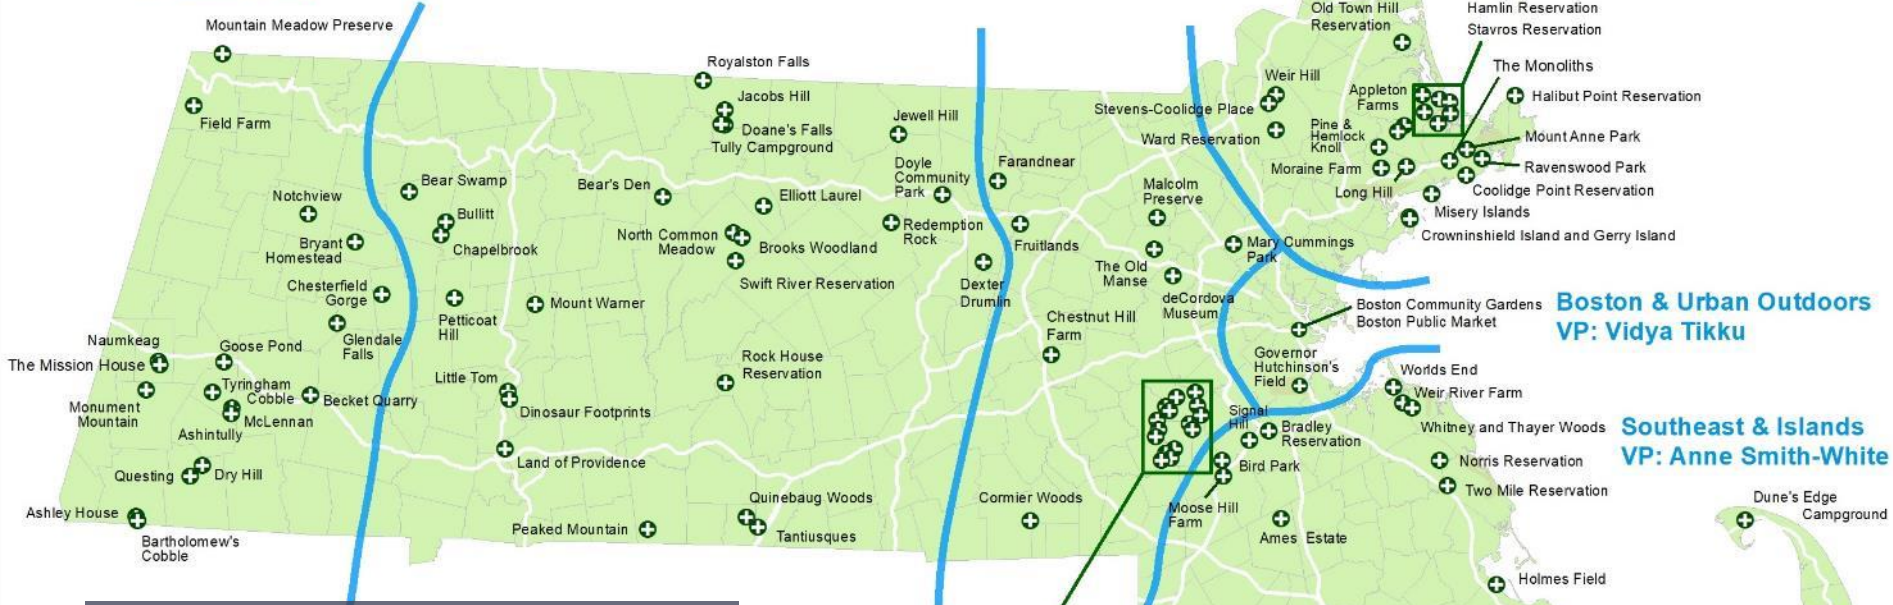 Mountain Meadow Preserve
Field Farm
Royalston Falls
Jacobs Hill
Doane's Falls
Tully Campground
Jewell Hill
Doyle
Community
Park
Farandnear
Old Town Hill
Reservation
Hamlin Reservation
Stavros Reservation
The Monoliths
Weir Hill
Appleton
Farms
Halibut Point Reservation
Stevens-Coolidge Place
Ward Reservation
Pine &
Hemlock
Knoll
Mount Anne Park
Moraine Farm
Ravenswood Park
Long Hill
Coolidge Point Reservation
Misery Islands
Crowninshield Island and Gerry Island
Notchview
Bear Swamp
Bullitt
Chapelbrook
Bryant
Homestead
Bear's Den
Elliott Laurel
North Common
Meadow
Brooks Woodland
Swift River Reservation
Redemption
Rock
Fruitlands
Malcolm
Preserve
Mary Cummings
Park
The Old
Manse
deCordova
Museum
Dexter
Drumlin
Chesterfield
Gorge
Petticoat
Hill
Mount Warner
Glendale
Falls
Chestnut Hill
Farm
Boston Community Gardens
Boston Public Market
Boston & Urban Outdoors
VP: Vidya Tikku
Naumkeag
The Mission House
Goose Pond
Monument
Mountain
Tyringham
Cobble
McLennan
Ashintully
Becket Quarry
Little Tom
Dinosaur Footprints
Rock House
Reservation
Governor
Hutchinson's
Field
Worlds End
Weir River Farm
Whitney and Thayer Woods
Southeast & Islands
VP: Anne Smith-White
Signal
Hill
Bradley
Reservation
Bird Park
Norris Reservation
Two Mile Reservation
Questing
Dry Hill
Land of Providence
Ashley House
Bartholomew's
Cobble
Peaked Mountain
Quinebaug Woods
Tantiusques
Cormier Woods
Moose Hill
Farm
Ames Estate
Dune's Edge
Campground
Holmes Field